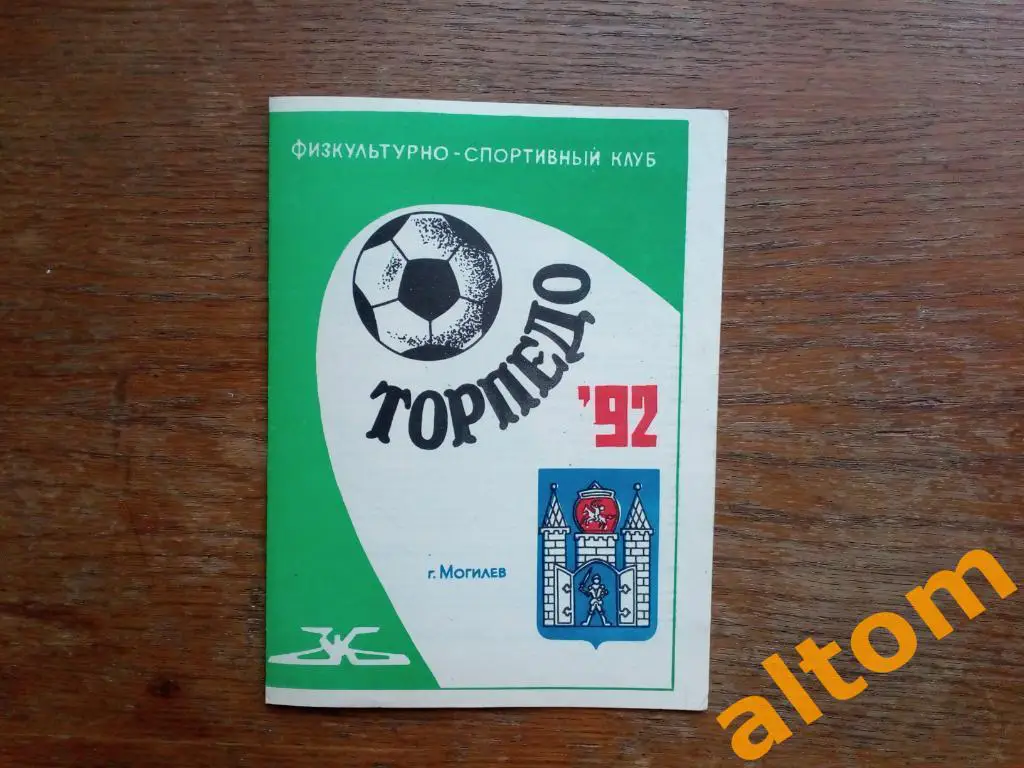 ФИЗКУЛЬТУРНО-СПОРТИВНЫЙ КЛУБ
ТОРПЕДО
'92
г. Могилев
altom